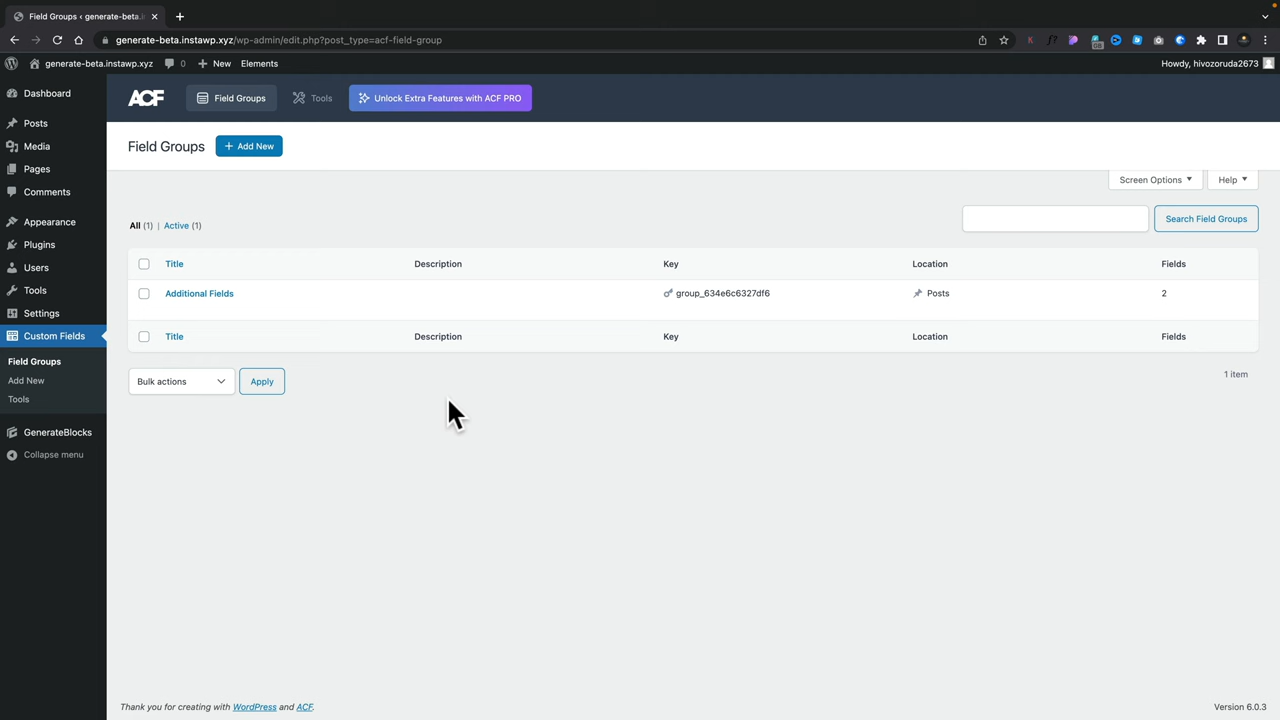 Field Groups ‹ generate-beta.in
generate-beta.instawp.xyz/wp-admin/edit.php?post_type=acf-field-group
generate-beta.instawp.xyz 0 New Elements Howdy, hivozoruda2673
Dashboard
Posts
Media
Pages
Comments
Appearance
Plugins
Users
Tools
Settings
Custom Fields
Field Groups
Add New
Tools
GenerateBlocks
Collapse menu
ACF Field Groups Tools Unlock Extra Features with ACF PRO
Field Groups + Add New
Screen Options Help
All (1) | Active (1) Search Field Groups
Title Description Key Location Fields
Additional Fields group_634e6c6327df6 Posts 2
Title Description Key Location Fields
Bulk actions Apply 1 item
Thank you for creating with WordPress and ACF. Version 6.0.3